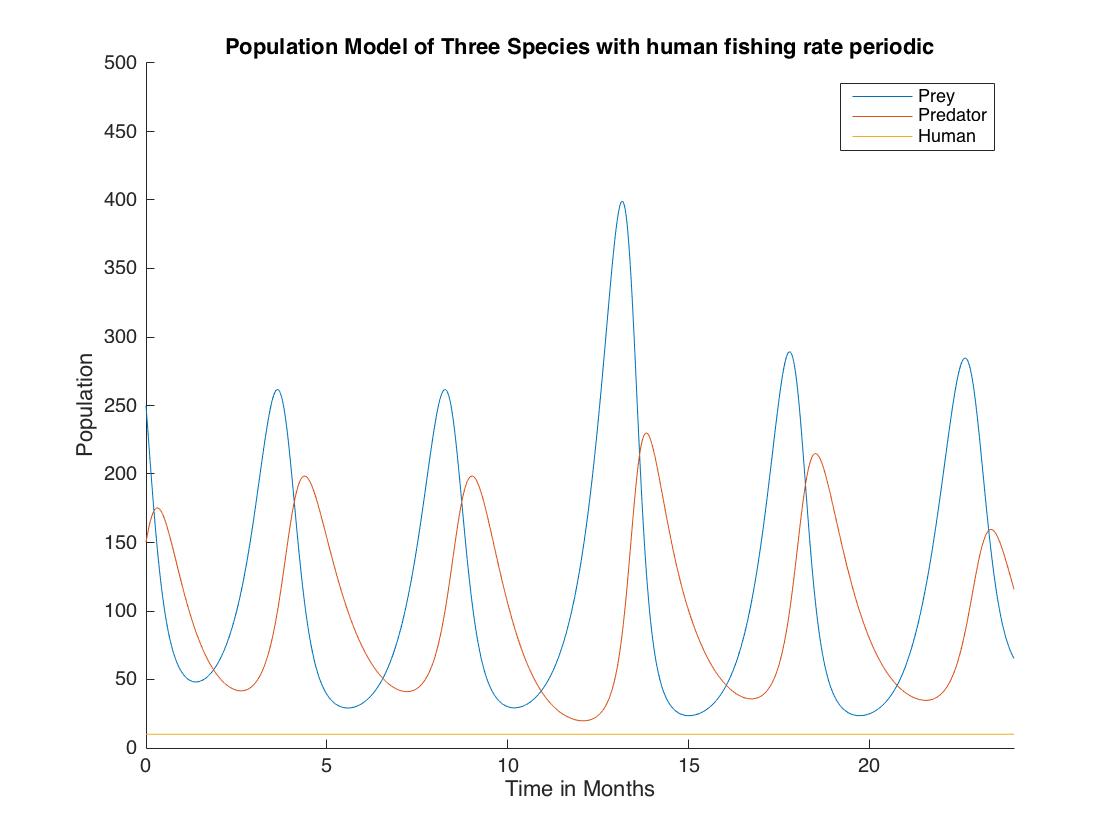 Population Model of Three Species with human fishing rate periodic
500
450
400
350
300
250
200
150
100
50
0
Population
Prey
Predator
Human
0 5 10 15 20
Time in Months